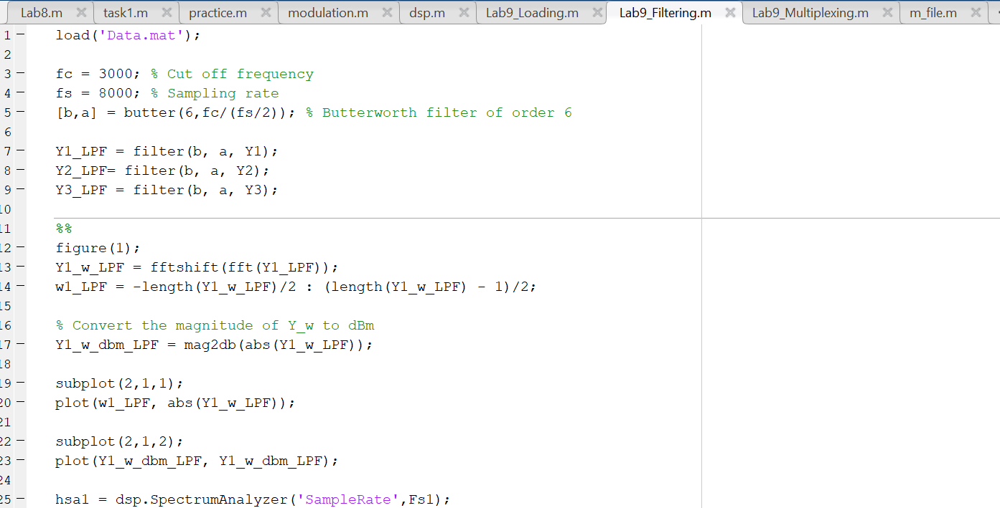 Lab8.m task1.m practice.m modulation.m dsp.m Lab9_Loading.m Lab9_Filtering.m Lab9_Multiplexing.m m_file.m
1 load('Data.mat');
2
3 fc = 3000; % Cut off frequency
4 fs = 8000; % Sampling rate
5 [b,a] = butter(6,fc/(fs/2)); % Butterworth filter of order 6
6
7 Y1_LPF = filter(b, a, Y1);
8 Y2_LPF= filter(b, a, Y2);
9 Y3_LPF = filter(b, a, Y3);
10
11 %%
12 figure(1);
13 Y1_w_LPF = fftshift(fft(Y1_LPF));
14 w1_LPF = -length(Y1_w_LPF)/2 : (length(Y1_w_LPF) - 1)/2;
15
16 % Convert the magnitude of Y_w to dBm
17 Y1_w_dbm_LPF = mag2db(abs(Y1_w_LPF));
18
19 subplot(2,1,1);
20 plot(w1_LPF, abs(Y1_w_LPF));
21
22 subplot(2,1,2);
23 plot(Y1_w_dbm_LPF, Y1_w_dbm_LPF);
24
25 hsa1 = dsp.SpectrumAnalyzer('SampleRate',Fs1);